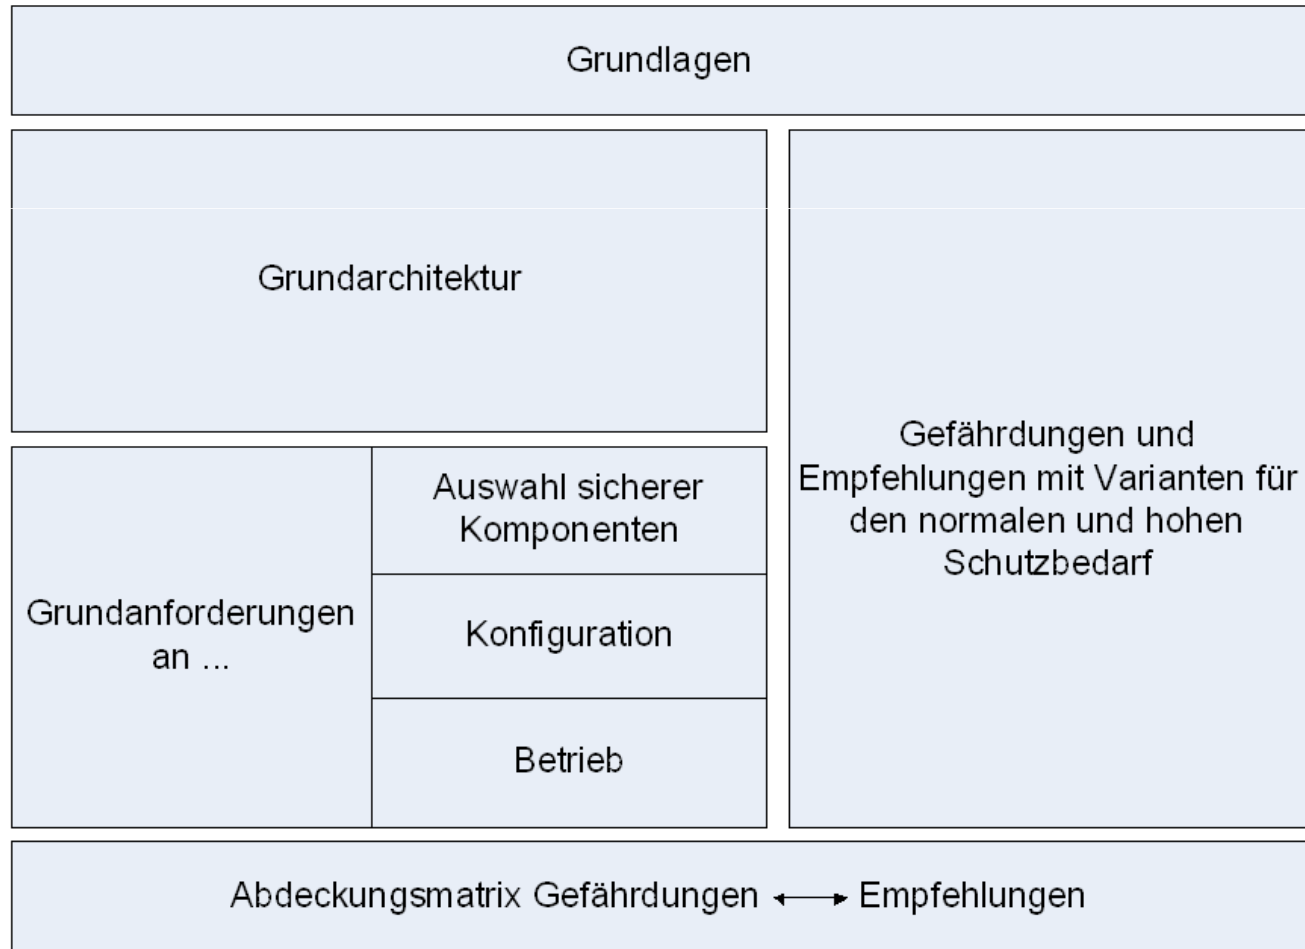 Grundlagen
Grundarchitektur
Grundanforderungen
an ...
Auswahl sicherer
Komponenten
Konfiguration
Betrieb
Gefährdungen und
Empfehlungen mit Varianten für
den normalen und hohen
Schutzbedarf
Abdeckungsmatrix Gefährdungen ↔ Empfehlungen